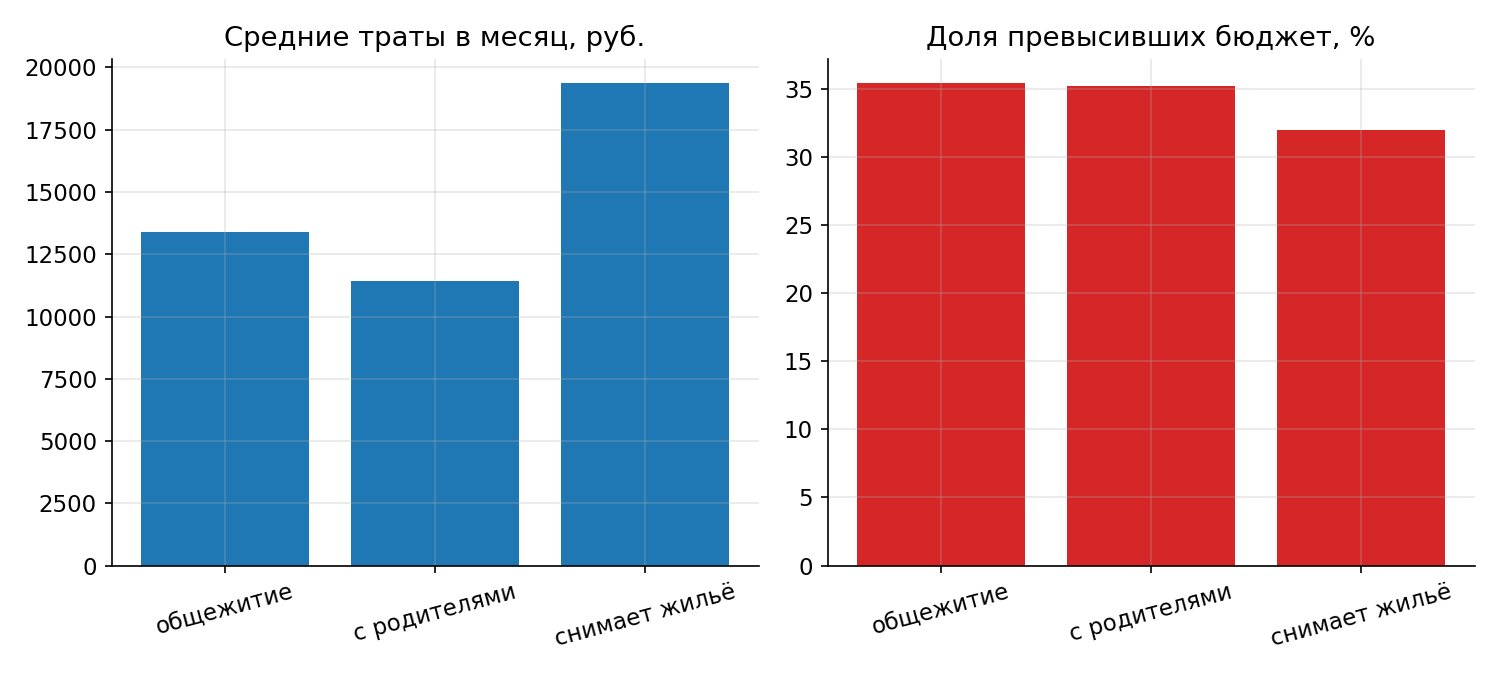 Средние траты в месяц, руб.
20000
17500
15000
12500
10000
7500
5000
2500
0
общежитие
с родителями
снимает жильё
Доля превысивших бюджет, %
35
30
25
20
15
10
5
0
общежитие
с родителями
снимает жильё